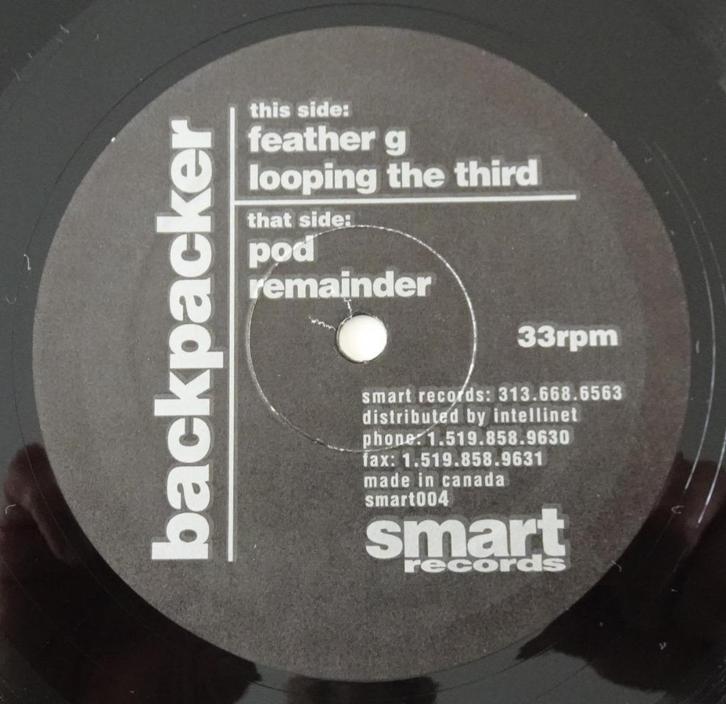 backpacker
this side:
feather g
looping the third
that side:
pod
remainder
33rpm
smart records: 313.668.6563
distributed by intellinet
phone: 1.519.858.9630
fax: 1.519.858.9631
made in canada
smart004
smart
records